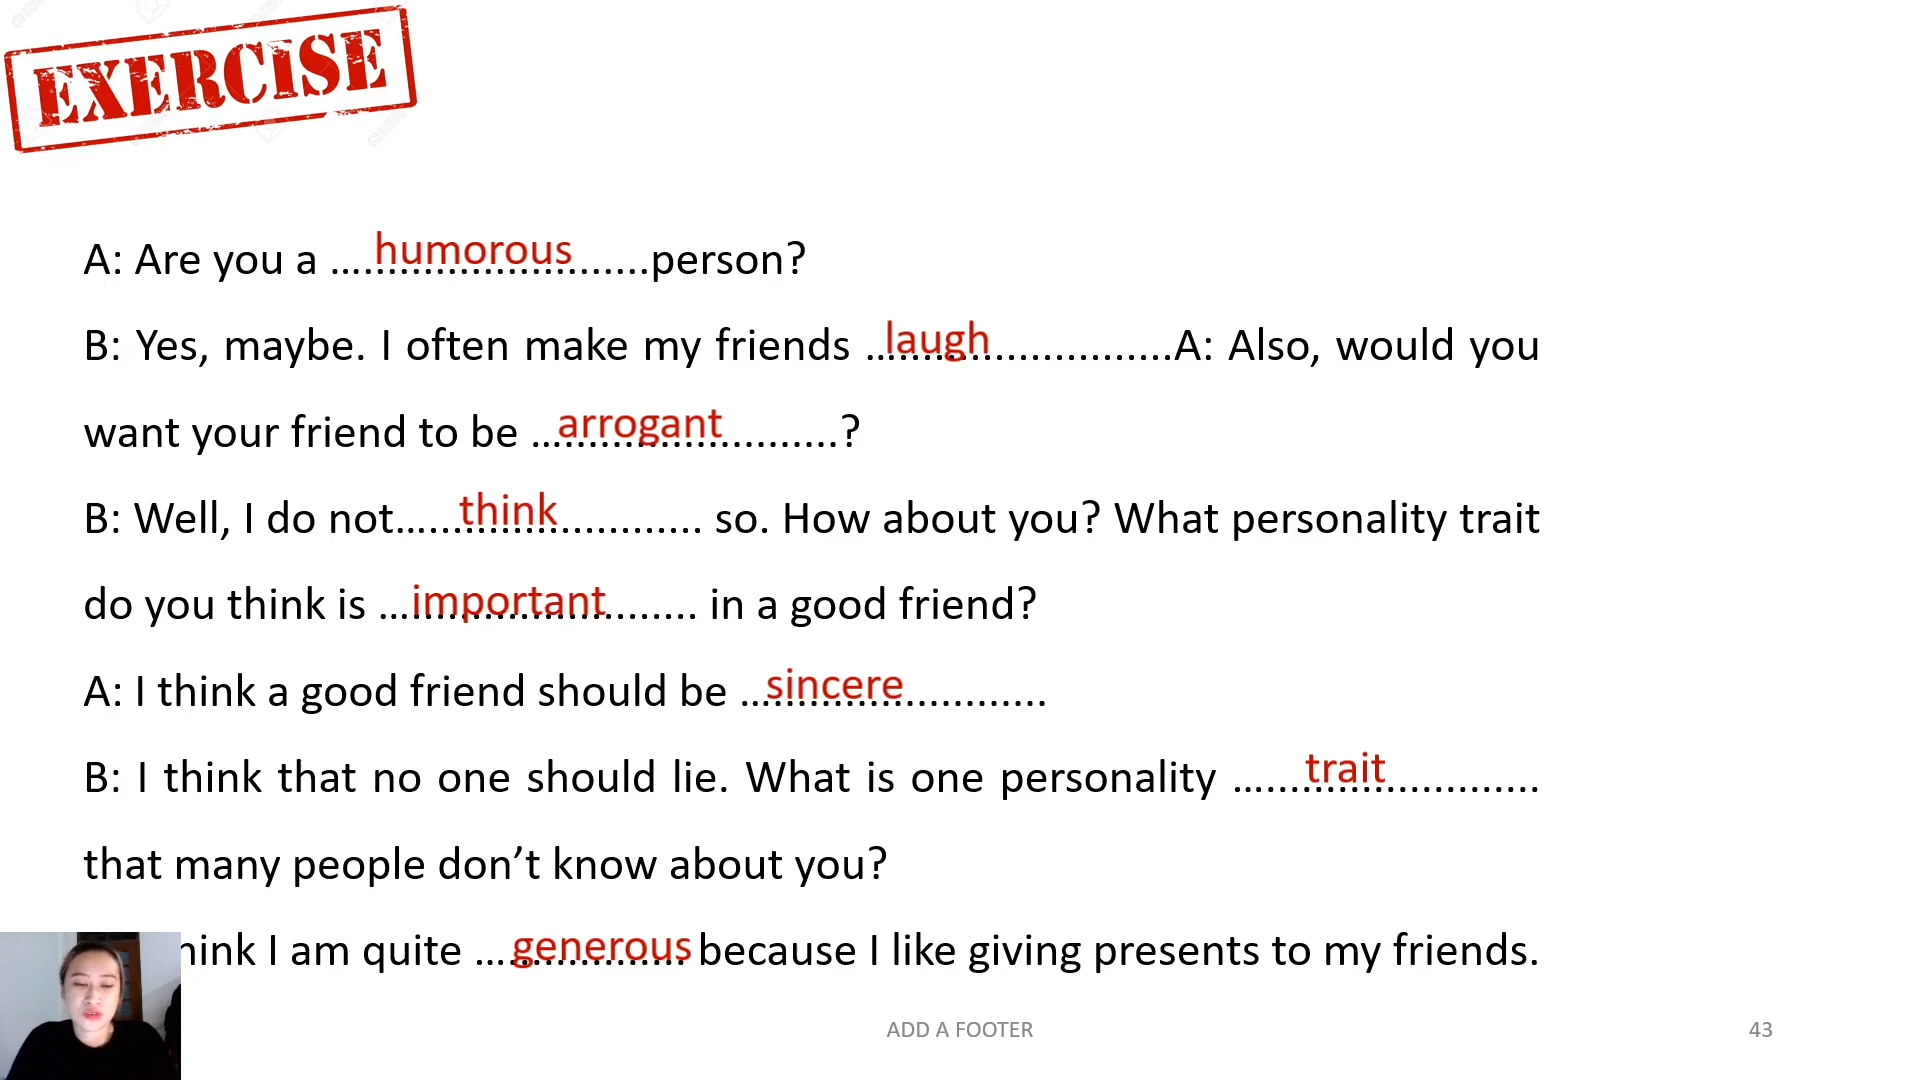 EXERCISE
A: Are you a ...humorous...person?
B: Yes, maybe. I often make my friends ...laugh...A: Also, would you
want your friend to be ...arrogant...?
B: Well, I do not...think... so. How about you? What personality trait
do you think is ...important... in a good friend?
A: I think a good friend should be ...sincere...
B: I think that no one should lie. What is one personality ...trait...
that many people don’t know about you?
hink I am quite ...generous... because I like giving presents to my friends.
ADD A FOOTER
43